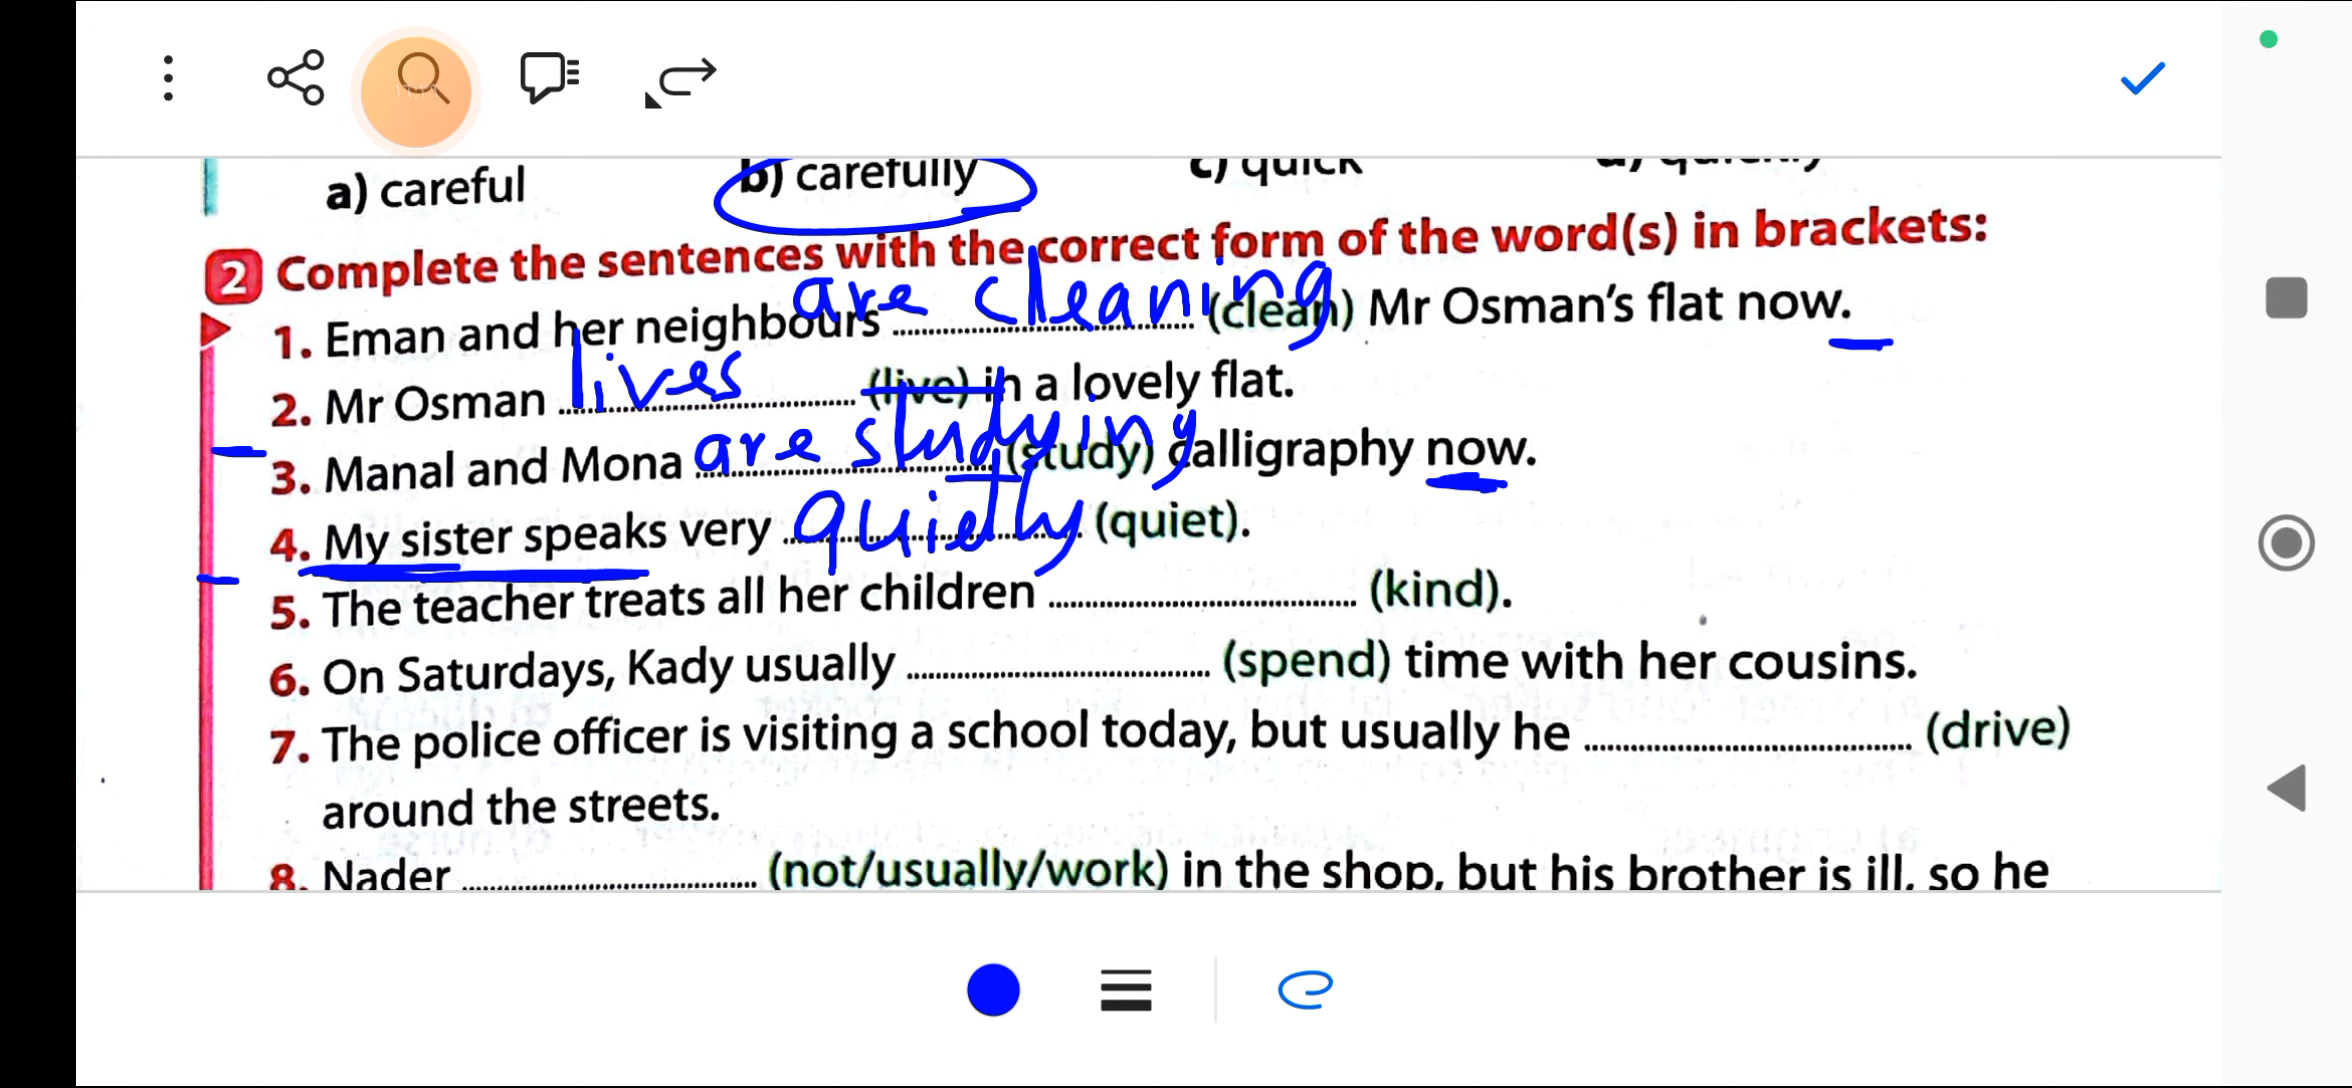 a) careful b) carefully c) quick d) quickly
2 Complete the sentences with the correct form of the word(s) in brackets:
are cleaning
1. Eman and her neighbours ........................ (clean) Mr Osman's flat now.
lives
2. Mr Osman ........................ (live) in a lovely flat.
are studying
3. Manal and Mona ........................ (study) calligraphy now.
quietly
4. My sister speaks very ........................ (quiet).
5. The teacher treats all her children ........................ (kind).
6. On Saturdays, Kady usually ........................ (spend) time with her cousins.
7. The police officer is visiting a school today, but usually he ........................ (drive)
around the streets.
8. Nader ........................ (not/usually/work) in the shop, but his brother is ill, so he